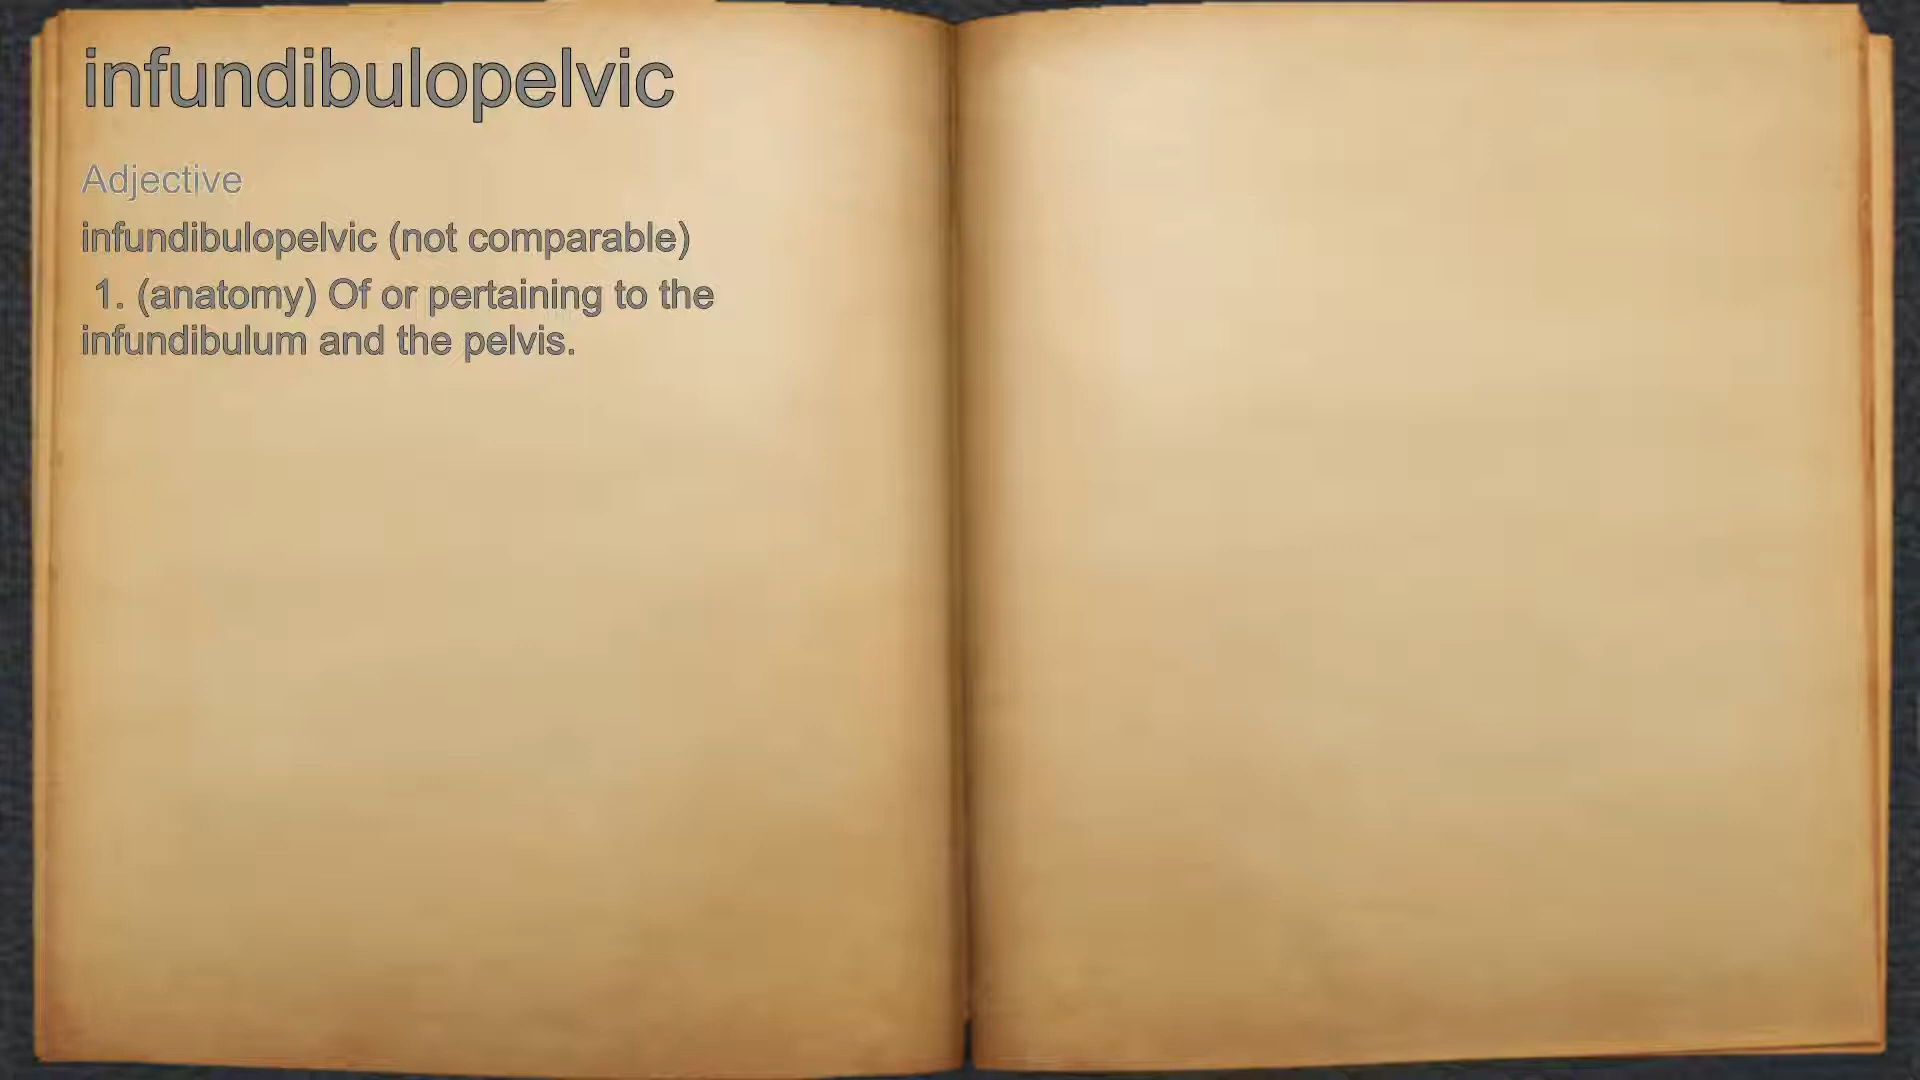 infundibulopelvic
Adjective
infundibulopelvic (not comparable)
1. (anatomy) Of or pertaining to the
infundibulum and the pelvis.